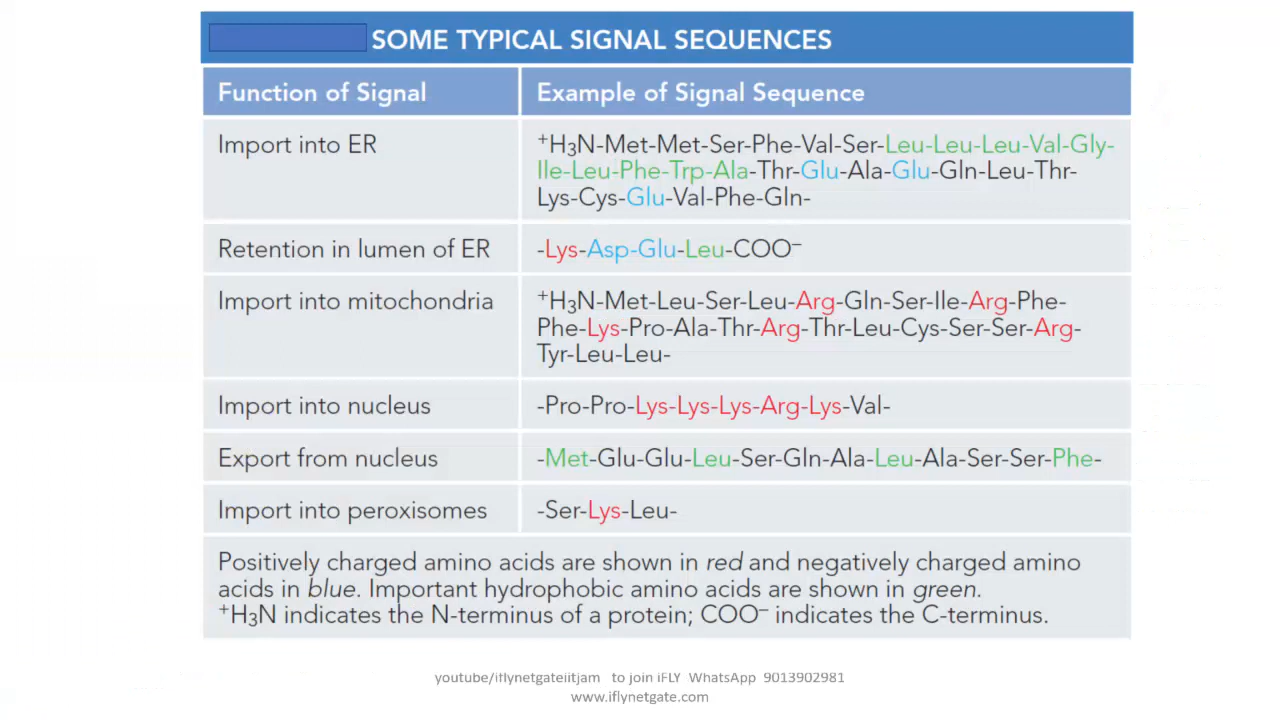 SOME TYPICAL SIGNAL SEQUENCES
Function of Signal
Example of Signal Sequence
Import into ER
⁺H₃N-Met-Met-Ser-Phe-Val-Ser-Leu-Leu-Leu-Val-Gly-
Ile-Leu-Phe-Trp-Ala-Thr-Glu-Ala-Glu-Gln-Leu-Thr-
Lys-Cys-Glu-Val-Phe-Gln-
Retention in lumen of ER
-Lys-Asp-Glu-Leu-COO⁻
Import into mitochondria
⁺H₃N-Met-Leu-Ser-Leu-Arg-Gln-Ser-Ile-Arg-Phe-
Phe-Lys-Pro-Ala-Thr-Arg-Thr-Leu-Cys-Ser-Ser-Arg-
Tyr-Leu-Leu-
Import into nucleus
-Pro-Pro-Lys-Lys-Lys-Arg-Lys-Val-
Export from nucleus
-Met-Glu-Glu-Leu-Ser-Gln-Ala-Leu-Ala-Ser-Ser-Phe-
Import into peroxisomes
-Ser-Lys-Leu-
Positively charged amino acids are shown in red and negatively charged amino
acids in blue. Important hydrophobic amino acids are shown in green.
⁺H₃N indicates the N-terminus of a protein; COO⁻ indicates the C-terminus.
youtube/iflynetgateiitjam to join iFLY WhatsApp 9013902981
www.iflynetgate.com